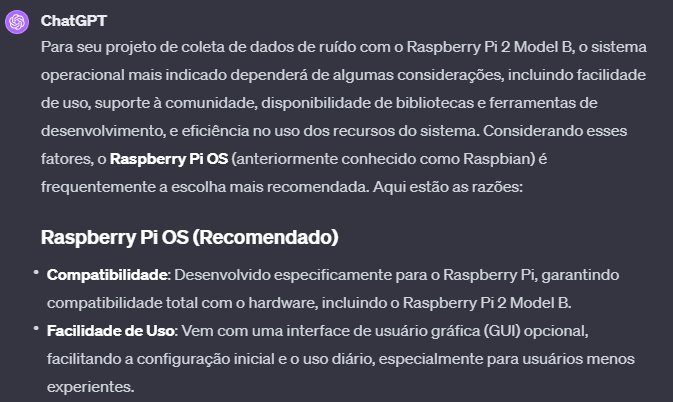 ChatGPT
Para seu projeto de coleta de dados de ruído com o Raspberry Pi 2 Model B, o sistema
operacional mais indicado dependerá de algumas considerações, incluindo facilidade
de uso, suporte à comunidade, disponibilidade de bibliotecas e ferramentas de
desenvolvimento, e eficiência no uso dos recursos do sistema. Considerando esses
fatores, o Raspberry Pi OS (anteriormente conhecido como Raspbian) é
frequentemente a escolha mais recomendada. Aqui estão as razões:
Raspberry Pi OS (Recomendado)
• Compatibilidade: Desenvolvido especificamente para o Raspberry Pi, garantindo
compatibilidade total com o hardware, incluindo o Raspberry Pi 2 Model B.
• Facilidade de Uso: Vem com uma interface de usuário gráfica (GUI) opcional,
facilitando a configuração inicial e o uso diário, especialmente para usuários menos
experientes.